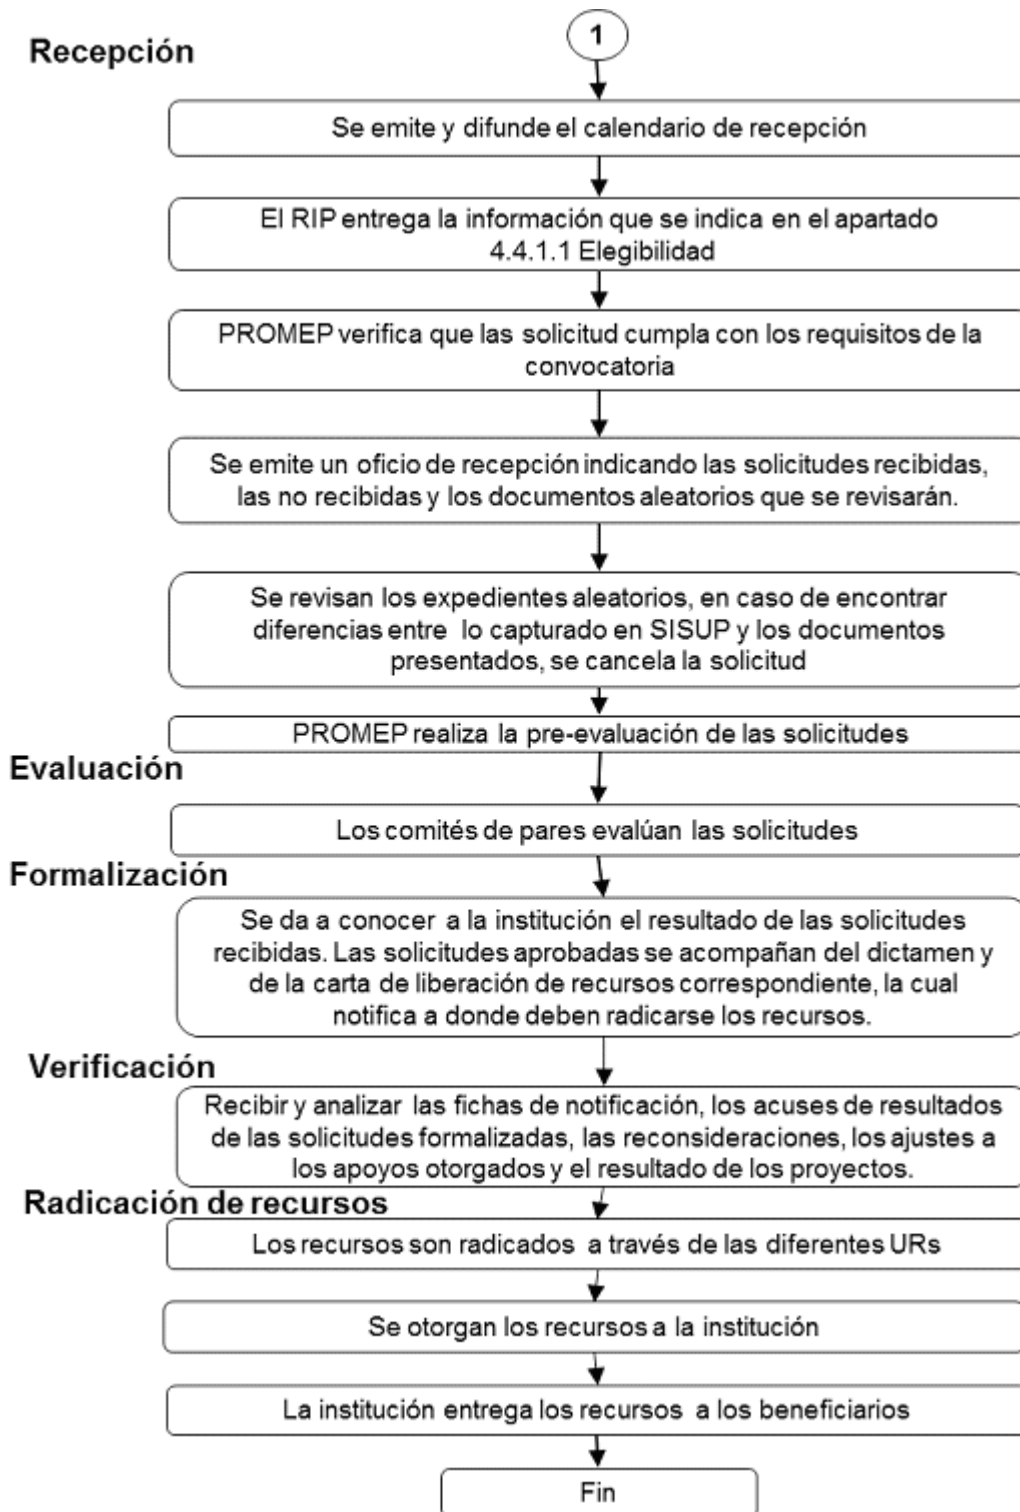 1
Recepción
Se emite y difunde el calendario de recepción
El RIP entrega la información que se indica en el apartado
4.4.1.1 Elegibilidad
PROMEP verifica que las solicitud cumpla con los requisitos de la
convocatoria
Se emite un oficio de recepción indicando las solicitudes recibidas,
las no recibidas y los documentos aleatorios que se revisarán.
Se revisan los expedientes aleatorios, en caso de encontrar
diferencias entre lo capturado en SISUP y los documentos
presentados, se cancela la solicitud
PROMEP realiza la pre-evaluación de las solicitudes
Evaluación
Los comités de pares evalúan las solicitudes
Formalización
Se da a conocer a la institución el resultado de las solicitudes
recibidas. Las solicitudes aprobadas se acompañan del dictamen y
de la carta de liberación de recursos correspondiente, la cual
notifica a donde deben radicarse los recursos.
Verificación
Recibir y analizar las fichas de notificación, los acuses de resultados
de las solicitudes formalizadas, las reconsideraciones, los ajustes a
los apoyos otorgados y el resultado de los proyectos.
Radicación de recursos
Los recursos son radicados a través de las diferentes URs
Se otorgan los recursos a la institución
La institución entrega los recursos a los beneficiarios
Fin